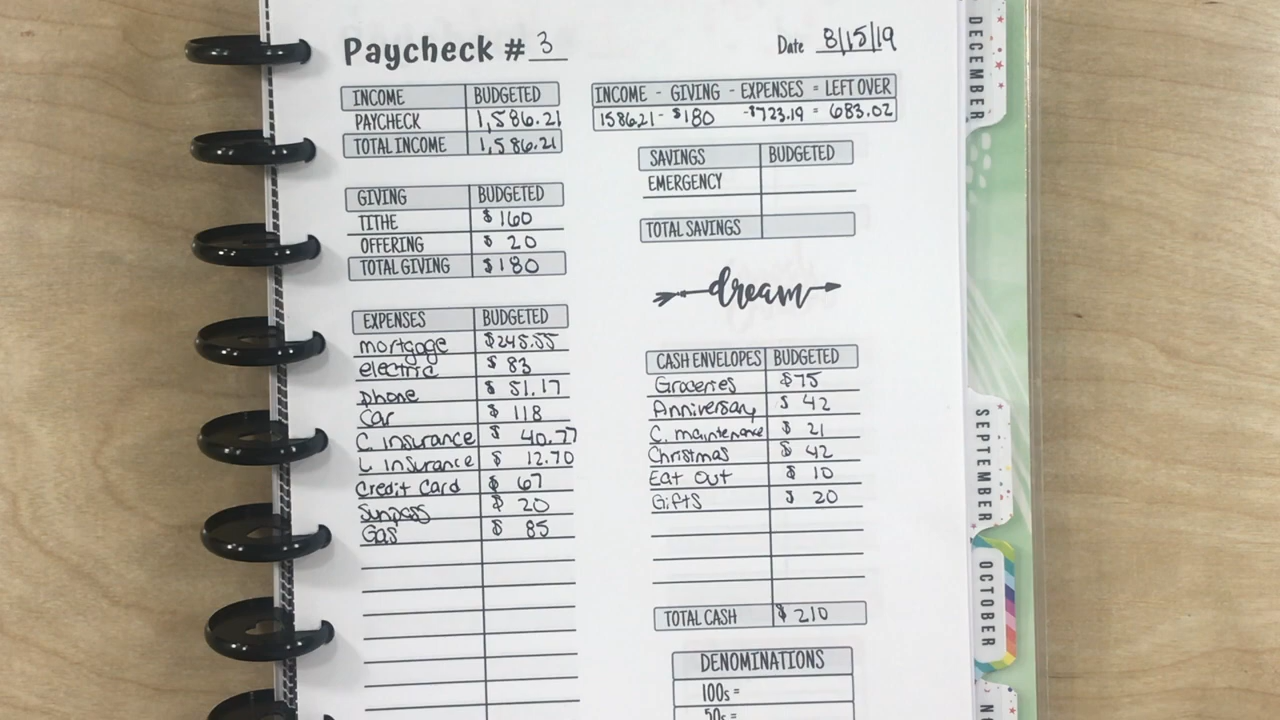 Paycheck # 3
Date 8/15/19
INCOME BUDGETED
PAYCHECK 1,586.21
TOTAL INCOME 1,586.21
GIVING BUDGETED
TITHE $160
OFFERING $ 20
TOTAL GIVING $180
EXPENSES BUDGETED
mortgage $245.55
electric $ 83
phone $ 51.17
Car $ 118
C. insurance $ 40.77
L insurance $ 12.70
Credit Card $ 67
Sunpass $ 20
Gas $ 85
INCOME - GIVING - EXPENSES = LEFT OVER
158621 - $180 -$723.19 = 683.02
SAVINGS BUDGETED
EMERGENCY
TOTAL SAVINGS
dream
CASH ENVELOPES BUDGETED
Groceries $75
Anniversary $ 42
C. maintenance $ 21
Christmas $ 42
Eat Out $ 10
Gifts $ 20
TOTAL CASH $ 210
DENOMINATIONS
100s =
50s =
DECEMBER
SEPTEMBER
OCTOBER